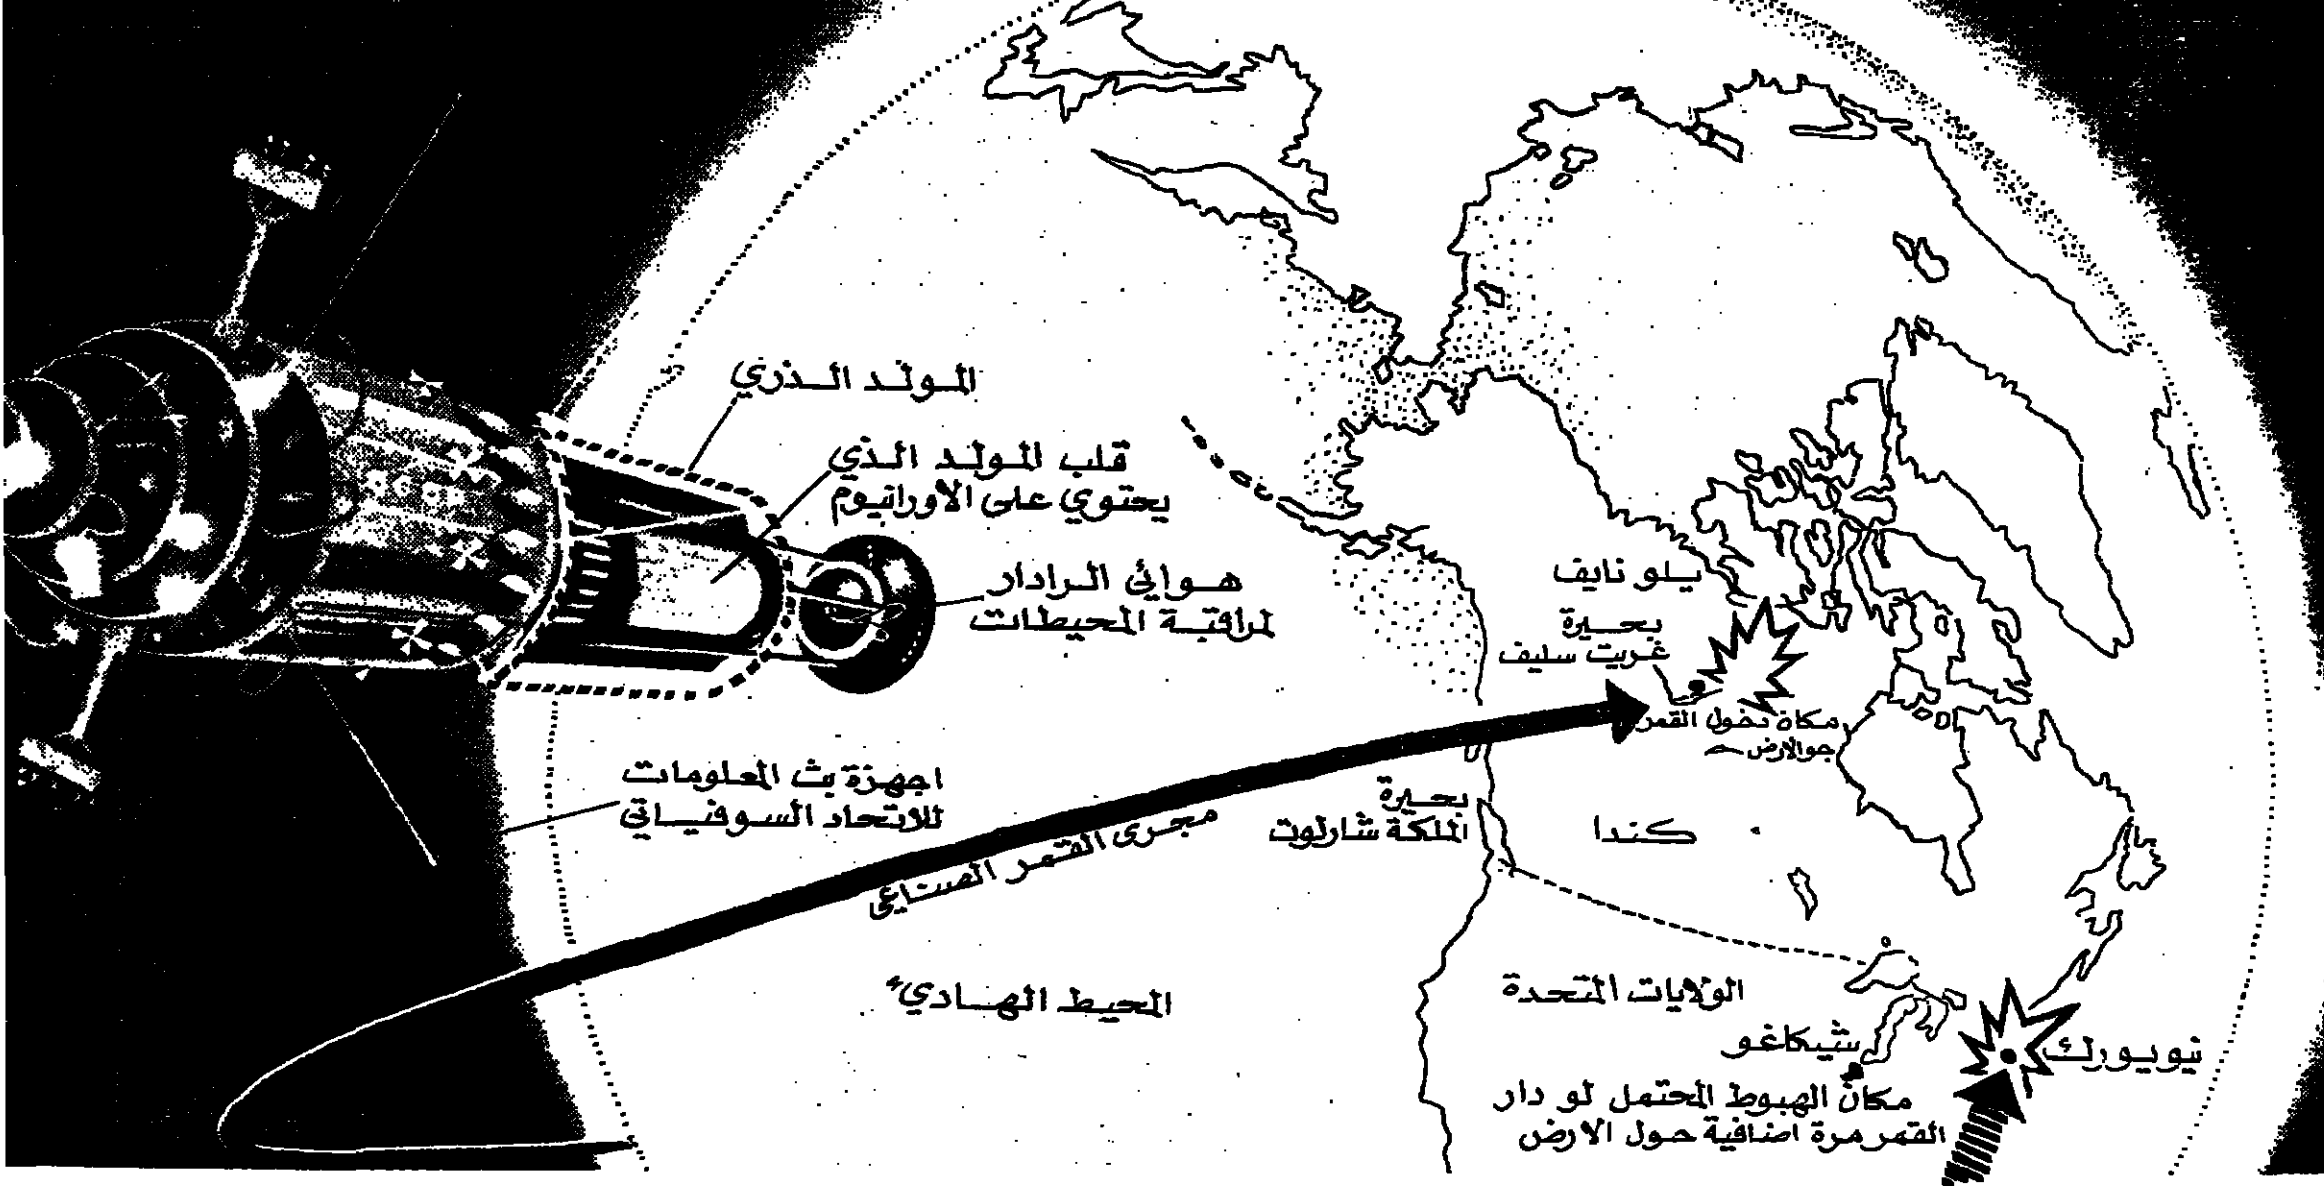 المولد الذري
قلب المولد الذي
يحتوي على الاورانيوم
هوائي الرادار
لمراقبة المحيطات
اجهزة بث المعلومات
للاتحاد السوفياتي
مجرى القمر الصناعي
المحيط الهاديء
يلو نايف
بحيرة
غريت سليف
مكان دخول القمر
جو الارض
بحيرة
الملكة شارلوت
كندا
الولايات المتحدة
شيكاغو
نيويورك
مكان الهبوط المحتمل لو دار
القمر مرة اضافية حول الارض